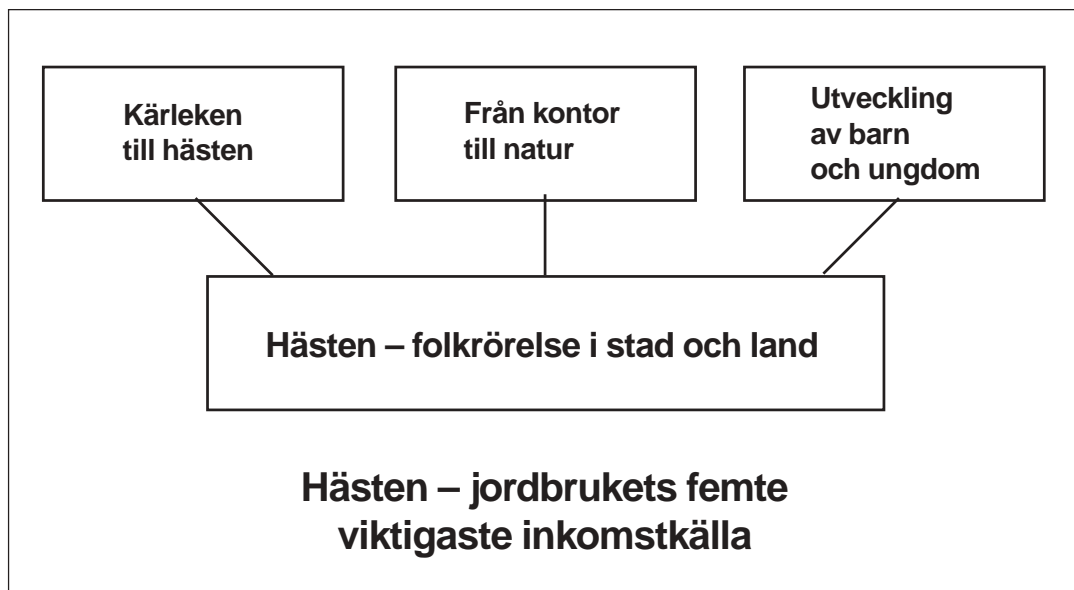 Kärleken
till hästen
Från kontor
till natur
Utveckling
av barn
och ungdom
Hästen – folkrörelse i stad och land
Hästen – jordbrukets femte
viktigaste inkomstkälla